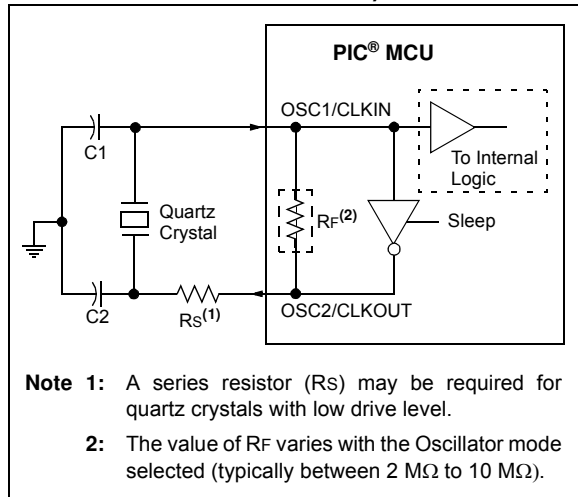 PIC® MCU
OSC1/CLKIN
C1
To Internal
Logic
Quartz
Crystal
RF(2)
Sleep
C2
RS(1)
OSC2/CLKOUT
Note 1: A series resistor (RS) may be required for
quartz crystals with low drive level.
2: The value of RF varies with the Oscillator mode
selected (typically between 2 MΩ to 10 MΩ).